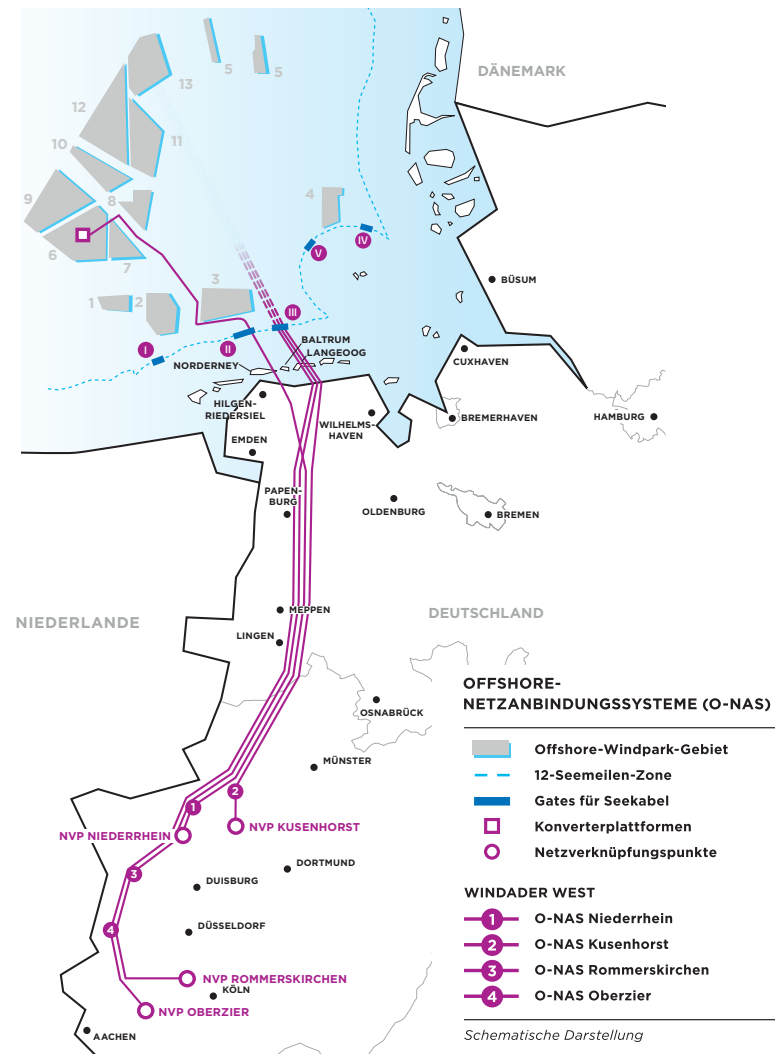 DÄNEMARK
5
5
13
12
11
10
9
8
4
6
7
V
IV
BÜSUM
3
1
2
III
I
II
BALTRUM
LANGEOOG
NORDERNEY
CUXHAVEN
HILGEN-
RIEDERSIEL
WILHELMS-
HAVEN
BREMERHAVEN
HAMBURG
EMDEN
PAPEN-
BURG
OLDENBURG
BREMEN
MEPPEN
NIEDERLANDE
DEUTSCHLAND
LINGEN
OSNABRÜCK
MÜNSTER
2
1
NVP NIEDERRHEIN
NVP KUSENHORST
3
DORTMUND
DUISBURG
4
DÜSSELDORF
NVP ROMMERSKIRCHEN
KÖLN
NVP OBERZIER
AACHEN
OFFSHORE-
NETZANBINDUNGSSYSTEME (O-NAS)
Offshore-Windpark-Gebiet
12-Seemeilen-Zone
Gates für Seekabel
Konverterplattformen
Netzverknüpfungspunkte
WINDADER WEST
1 O-NAS Niederrhein
2 O-NAS Kusenhorst
3 O-NAS Rommerskirchen
4 O-NAS Oberzier
Schematische Darstellung